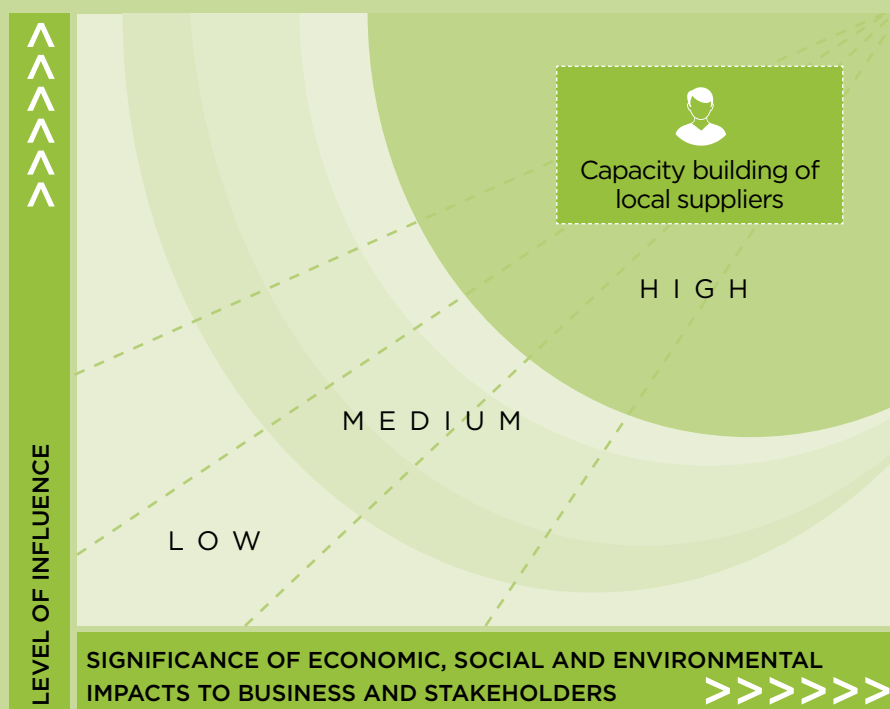 Capacity building of
local suppliers
HIGH
MEDIUM
LOW
LEVEL OF INFLUENCE
>>>>>>
SIGNIFICANCE OF ECONOMIC, SOCIAL AND ENVIRONMENTAL
IMPACTS TO BUSINESS AND STAKEHOLDERS >>>>>>